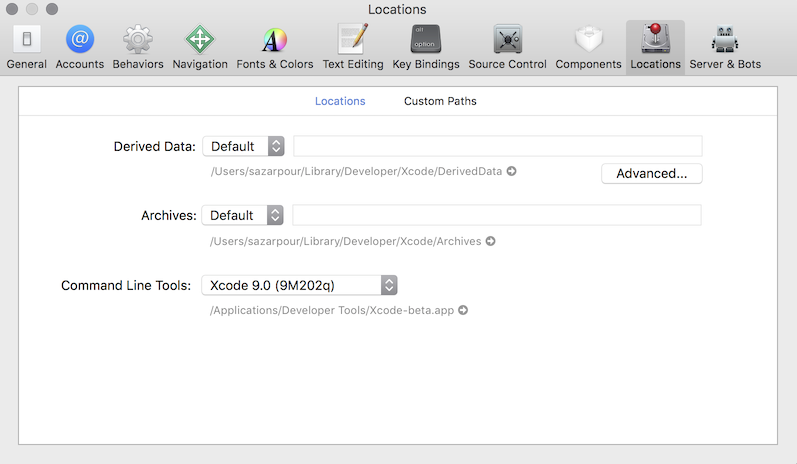 Locations
General Accounts Behaviors Navigation Fonts & Colors Text Editing Key Bindings Source Control Components Locations Server & Bots
alt
option
Locations Custom Paths
Derived Data: Default
/Users/sazarpour/Library/Developer/Xcode/DerivedData
Advanced...
Archives: Default
/Users/sazarpour/Library/Developer/Xcode/Archives
Command Line Tools: Xcode 9.0 (9M202q)
/Applications/Developer Tools/Xcode-beta.app